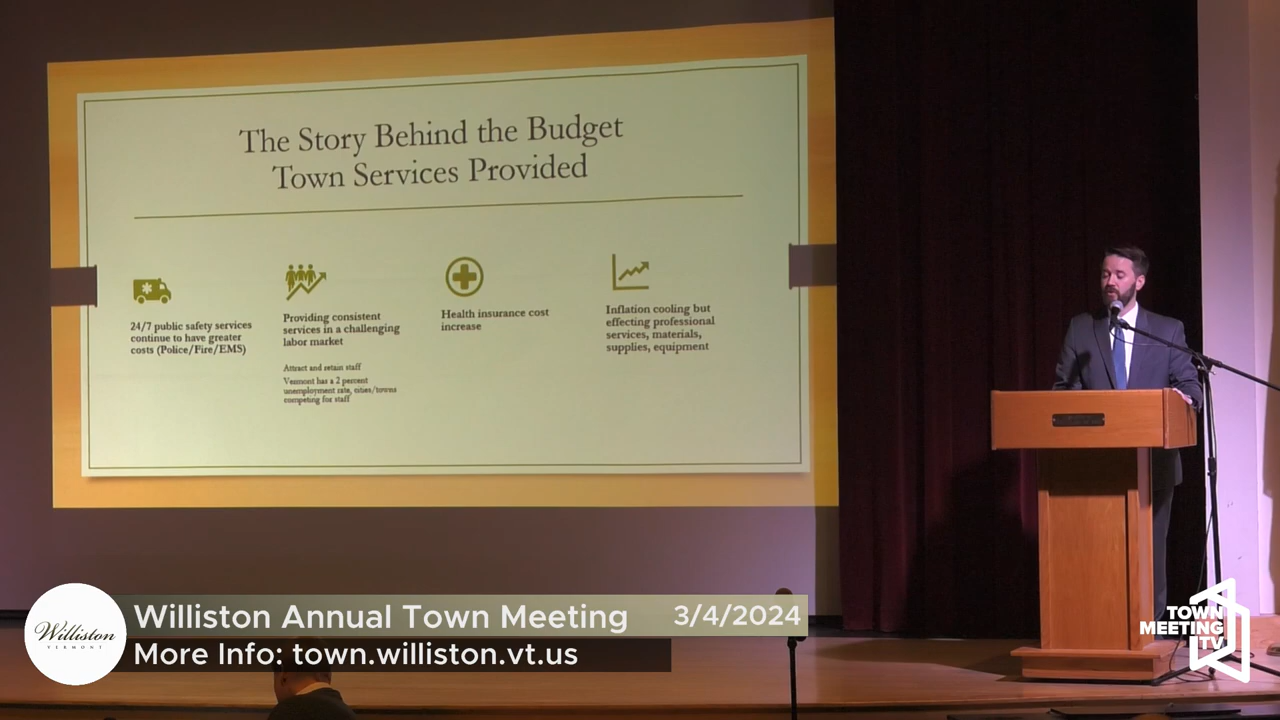 The Story Behind the Budget
Town Services Provided
24/7 public safety services
continue to have greater
costs (Police/Fire/EMS)
Providing consistent
services in a challenging
labor market
Attract and retain staff
Vermont has a 2 percent
unemployment rate, cities/towns
competing for staff
Health insurance cost
increase
Inflation cooling but
effecting professional
services, materials,
supplies, equipment
Williston
VERMONT
Williston Annual Town Meeting 3/4/2024
More Info: town.williston.vt.us
TOWN
MEETING
TV